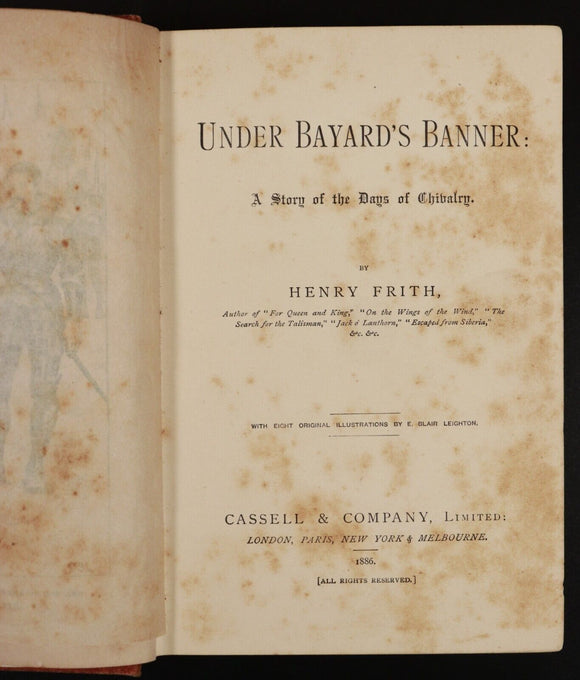 UNDER BAYARD'S BANNER:
A Story of the Days of Chivalry.
BY
HENRY FRITH,
Author of "For Queen and King," "On the Wings of the Wind," "The
Search for the Talisman," "Jack o' Lanthorn," "Escaped from Siberia,"
&c. &c.
WITH EIGHT ORIGINAL ILLUSTRATIONS BY E. BLAIR LEIGHTON.
CASSELL & COMPANY, LIMITED:
LONDON, PARIS, NEW YORK & MELBOURNE.
1886.
[ALL RIGHTS RESERVED.]